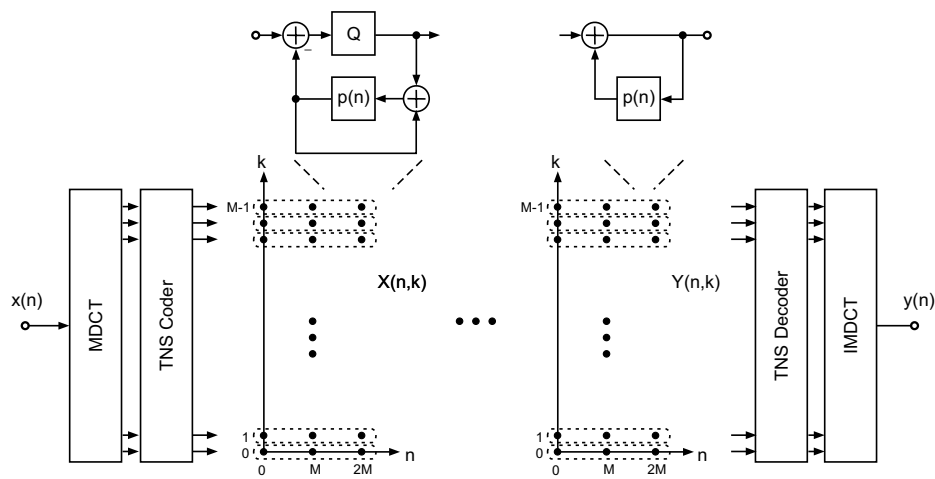 Q
–
p(n)
p(n)
k
k
M-1
M-1
X(n,k)
Y(n,k)
x(n)
y(n)
MDCT
TNS Coder
TNS Decoder
IMDCT
1
0
n
1
0
n
0 M 2M
0 M 2M